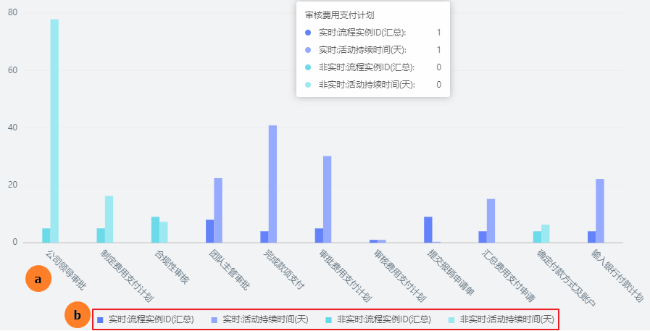 80
60
40
20
0
审核费用支付计划
实时:流程实例ID(汇总): 1
实时:活动持续时间(天): 1
非实时:流程实例ID(汇总): 0
非实时:活动持续时间(天): 0
公司领导审批
制定费用支付计划
合规性审核
团队主管审批
完成款项支付
审批费用支付计划
审核费用支付计划
提交报销申请单
汇总费用支付申请
确定付款方式及账户
输入银行付款计划
a
b
实时:流程实例ID(汇总) 实时:活动持续时间(天) 非实时:流程实例ID(汇总) 非实时:活动持续时间(天)